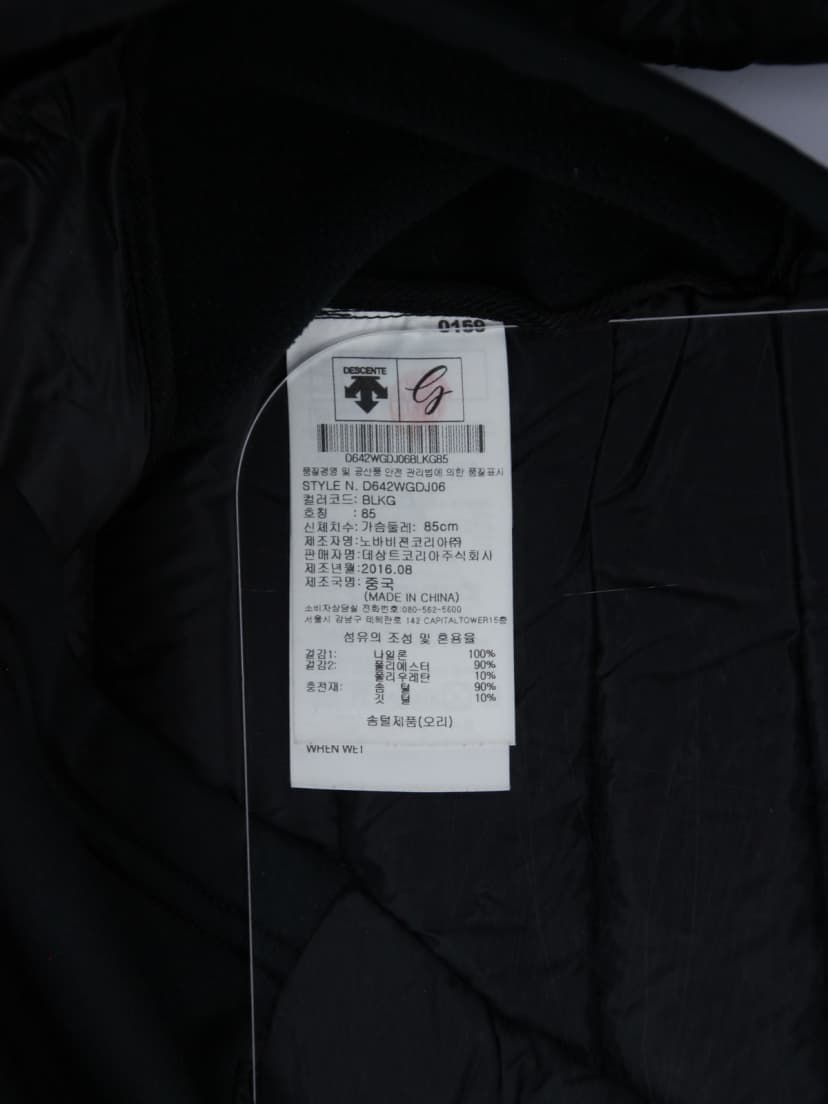 0159
DESCENTE
G
D642WGDJ06BLKG85
품질경영 및 공산품 안전 관리법에 의한 품질표시
STYLE N. D642WGDJ06
컬러코드: BLKG
호칭 : 85
신체치수: 가슴둘레: 85cm
제조자명:노바비젼코리아㈜
판매자명:데상트코리아주식회사
제조년월:2016.08
제조국명: 중국
(MADE IN CHINA)
소비자상담실 전화번호:080-562-5600
서울시 강남구 테헤란로 142 CAPITALTOWER15층
섬유의 조성 및 혼용율
겉감1: 나일론 100%
겉감2: 폴리에스터 90%
폴리우레탄 10%
충전재: 솜 털 90%
깃 털 10%
솜털제품(오리)
WHEN WET